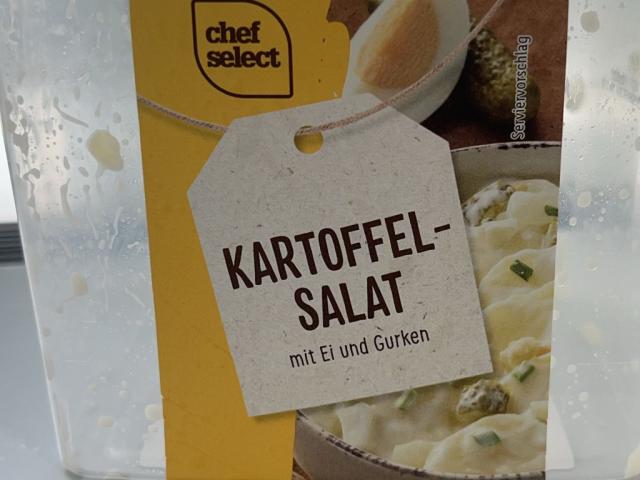 chef
select
Serviervorschlag
KARTOFFEL-
SALAT
mit Ei und Gurken